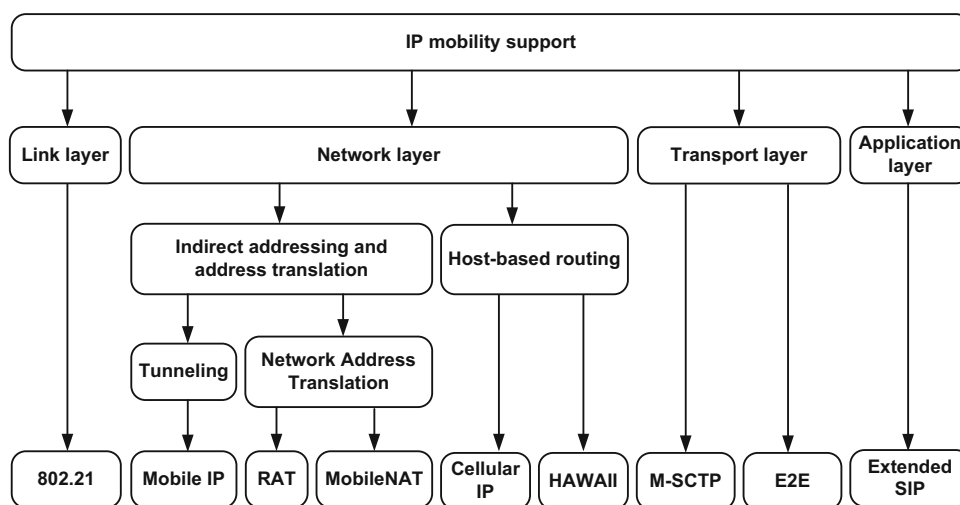 IP mobility support
Link layer
Network layer
Transport layer
Application
layer
Indirect addressing and
address translation
Host-based routing
Tunneling
Network Address
Translation
802.21
Mobile IP
RAT
MobileNAT
Cellular
IP
HAWAII
M-SCTP
E2E
Extended
SIP